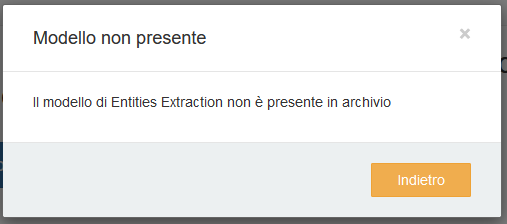 Modello non presente
×
Il modello di Entities Extraction non è presente in archivio
Indietro